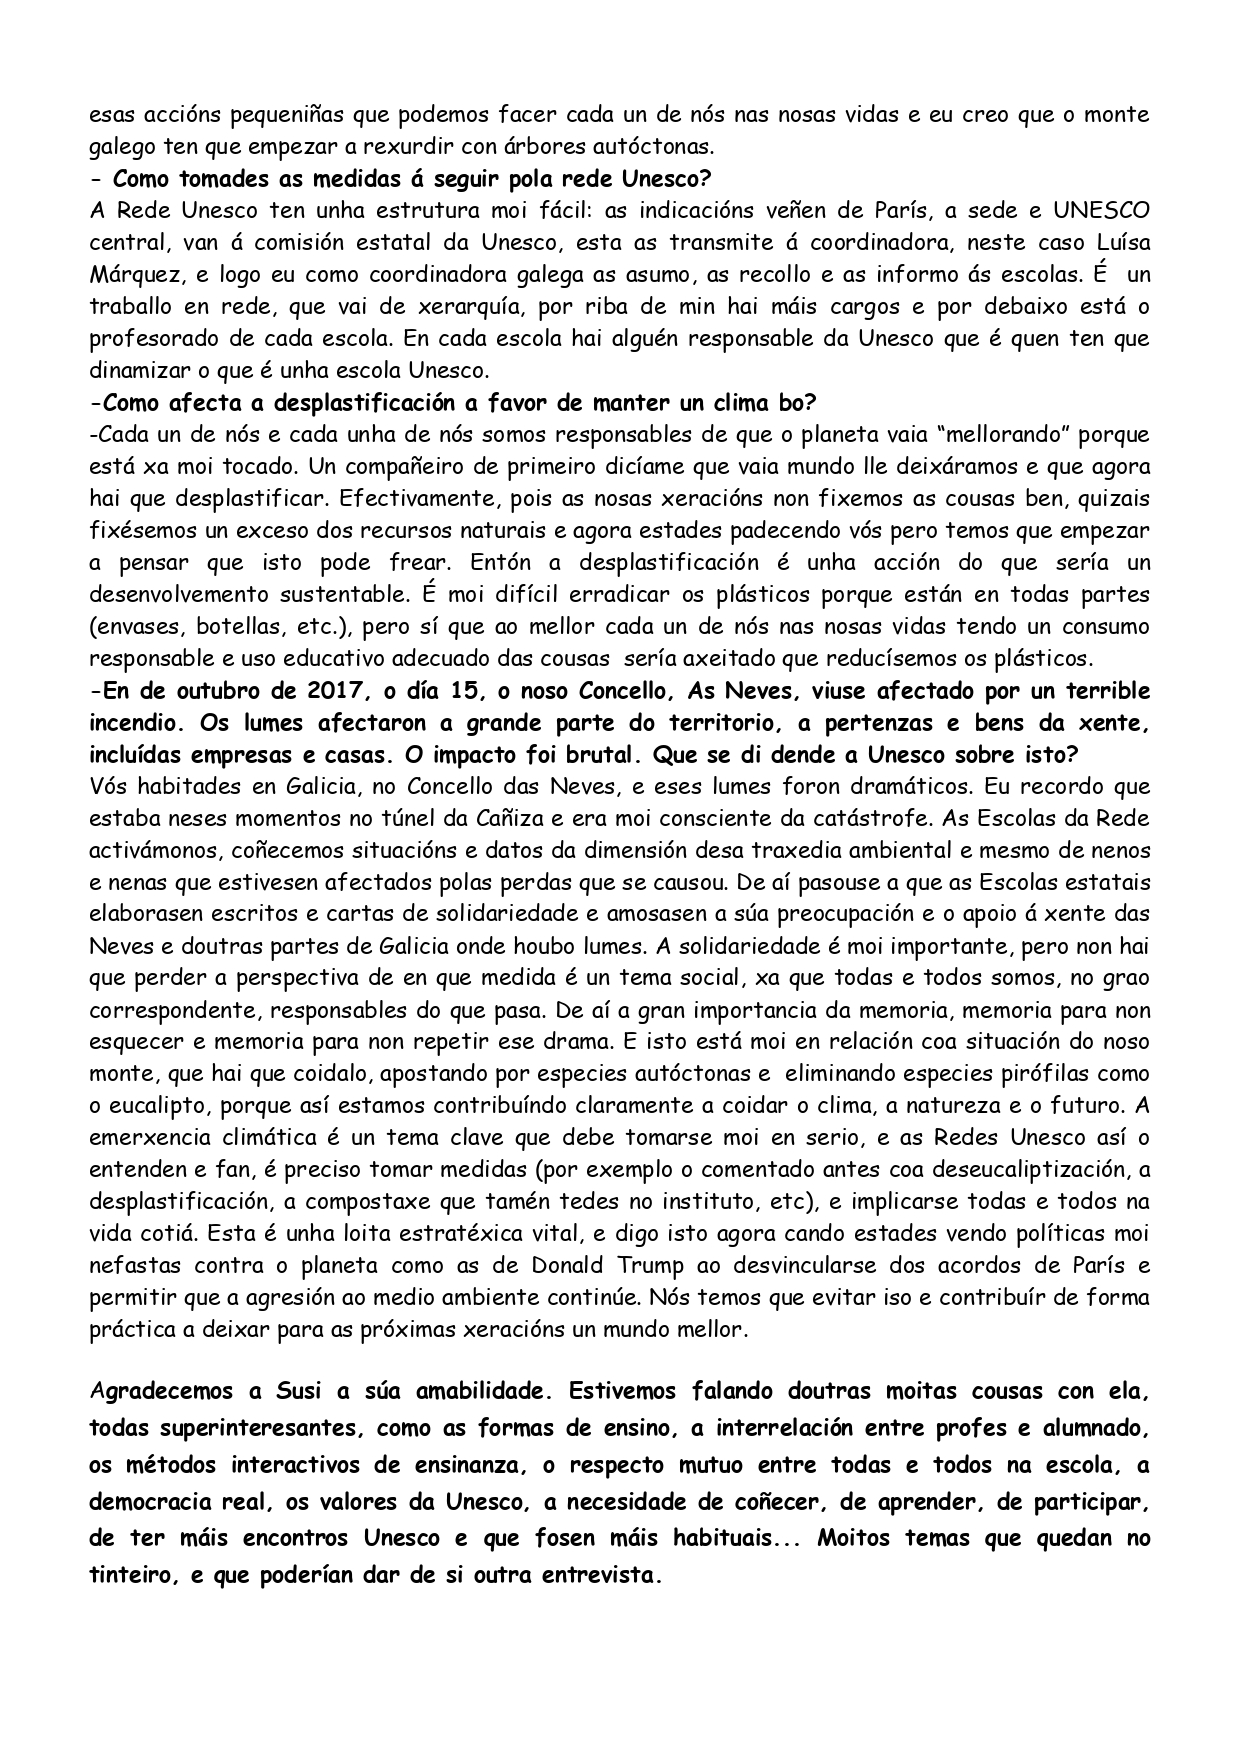 esas accións pequeniñas que podemos facer cada un de nós nas nosas vidas e eu creo que o monte
galego ten que empezar a rexurdir con árbores autóctonas.
- Como tomades as medidas á seguir pola rede Unesco?
A Rede Unesco ten unha estrutura moi fácil: as indicacións veñen de París, a sede e UNESCO
central, van á comisión estatal da Unesco, esta as transmite á coordinadora, neste caso Luísa
Márquez, e logo eu como coordinadora galega as asumo, as recollo e as informo ás escolas. É un
traballo en rede, que vai de xerarquía, por riba de min hai máis cargos e por debaixo está o
profesorado de cada escola. En cada escola hai alguén responsable da Unesco que é quen ten que
dinamizar o que é unha escola Unesco.
-Como afecta a desplastificación a favor de manter un clima bo?
-Cada un de nós e cada unha de nós somos responsables de que o planeta vaia “mellorando” porque
está xa moi tocado. Un compañeiro de primeiro dicíame que vaia mundo lle deixáramos e que agora
hai que desplastificar. Efectivamente, pois as nosas xeracións non fixemos as cousas ben, quizais
fixésemos un exceso dos recursos naturais e agora estades padecendo vós pero temos que empezar
a pensar que isto pode frear. Entón a desplastificación é unha acción do que sería un
desenvolvemento sustentable. É moi difícil erradicar os plásticos porque están en todas partes
(envases, botellas, etc.), pero sí que ao mellor cada un de nós nas nosas vidas tendo un consumo
responsable e uso educativo adecuado das cousas sería axeitado que reducísemos os plásticos.
-En de outubro de 2017, o día 15, o noso Concello, As Neves, viuse afectado por un terrible
incendio. Os lumes afectaron a grande parte do territorio, a pertenzas e bens da xente,
incluídas empresas e casas. O impacto foi brutal. Que se di dende a Unesco sobre isto?
Vós habitades en Galicia, no Concello das Neves, e eses lumes foron dramáticos. Eu recordo que
estaba neses momentos no túnel da Cañiza e era moi consciente da catástrofe. As Escolas da Rede
activámonos, coñecemos situacións e datos da dimensión desa traxedia ambiental e mesmo de nenos
e nenas que estivesen afectados polas perdas que se causou. De aí pasouse a que as Escolas estatais
elaborasen escritos e cartas de solidariedade e amosasen a súa preocupación e o apoio á xente das
Neves e doutras partes de Galicia onde houbo lumes. A solidariedade é moi importante, pero non hai
que perder a perspectiva de en que medida é un tema social, xa que todas e todos somos, no grao
correspondente, responsables do que pasa. De aí a gran importancia da memoria, memoria para non
esquecer e memoria para non repetir ese drama. E isto está moi en relación coa situación do noso
monte, que hai que coidalo, apostando por especies autóctonas e eliminando especies pirófilas como
o eucalipto, porque así estamos contribuíndo claramente a coidar o clima, a natureza e o futuro. A
emerxencia climática é un tema clave que debe tomarse moi en serio, e as Redes Unesco así o
entenden e fan, é preciso tomar medidas (por exemplo o comentado antes coa deseucaliptización, a
desplastificación, a compostaxe que tamén tedes no instituto, etc), e implicarse todas e todos na
vida cotiá. Esta é unha loita estratéxica vital, e digo isto agora cando estades vendo políticas moi
nefastas contra o planeta como as de Donald Trump ao desvincularse dos acordos de París e
permitir que a agresión ao medio ambiente continúe. Nós temos que evitar iso e contribuír de forma
práctica a deixar para as próximas xeracións un mundo mellor.
Agradecemos a Susi a súa amabilidade. Estivemos falando doutras moitas cousas con ela,
todas superinteresantes, como as formas de ensino, a interrelación entre profes e alumnado,
os métodos interactivos de ensinanza, o respecto mutuo entre todas e todos na escola, a
democracia real, os valores da Unesco, a necesidade de coñecer, de aprender, de participar,
de ter máis encontros Unesco e que fosen máis habituais... Moitos temas que quedan no
tinteiro, e que poderían dar de si outra entrevista.